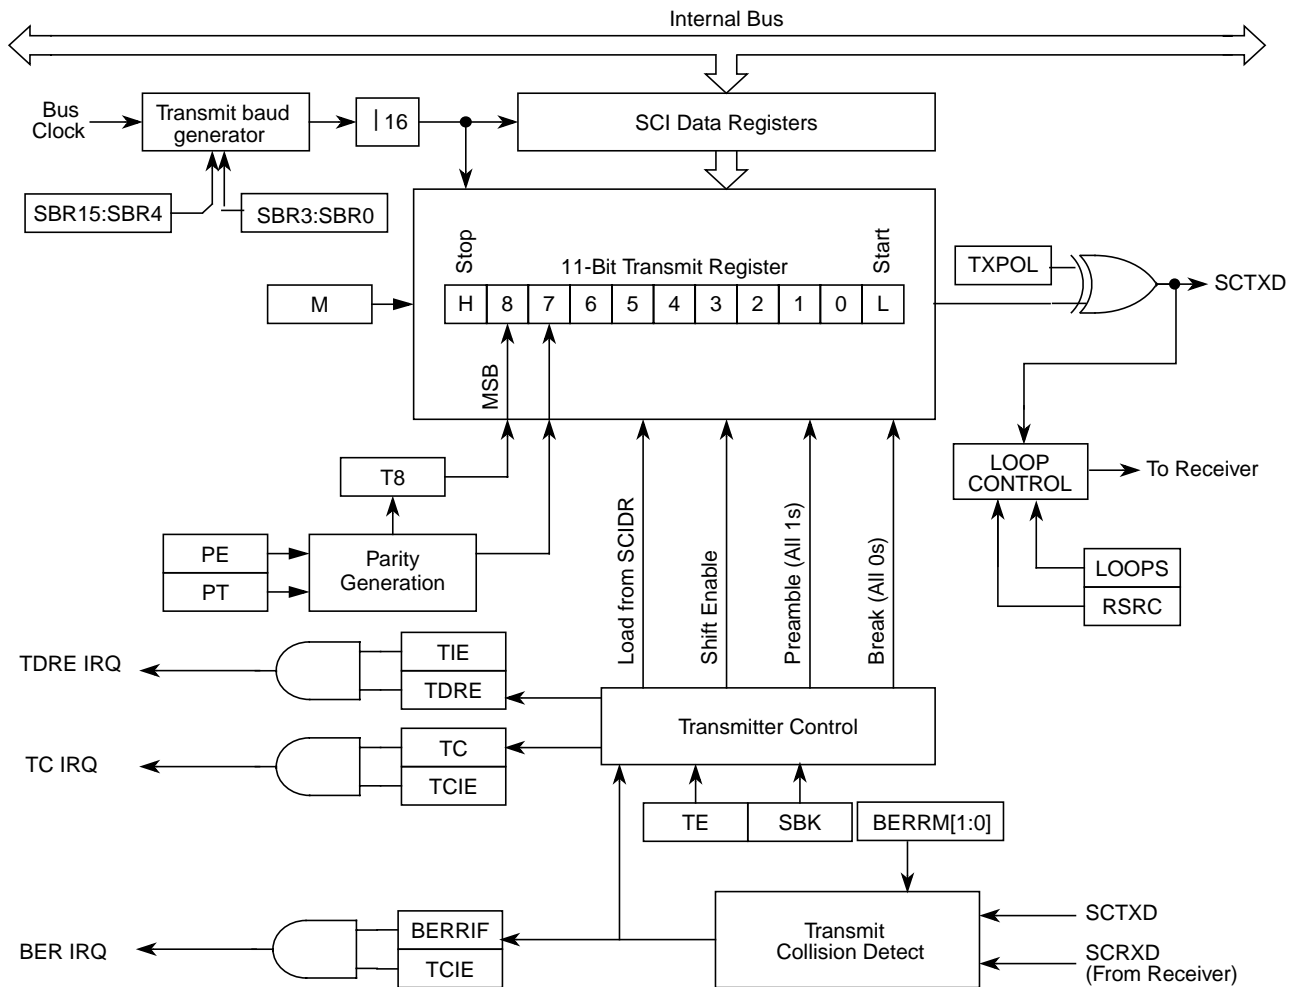 Internal Bus
Bus
Clock
Transmit baud
generator
| 16
SCI Data Registers
SBR15:SBR4
SBR3:SBR0
Stop
11-Bit Transmit Register
Start
M
H 8 7 6 5 4 3 2 1 0 L
MSB
TXPOL
SCTXD
LOOP
CONTROL
To Receiver
LOOPS
RSRC
T8
PE
PT
Parity
Generation
Load from SCIDR
Shift Enable
Preamble (All 1s)
Break (All 0s)
TDRE IRQ
TIE
TDRE
TC IRQ
TC
TCIE
Transmitter Control
TE
SBK
BERRM[1:0]
BER IRQ
BERRIF
TCIE
Transmit
Collision Detect
SCTXD
SCRXD
(From Receiver)